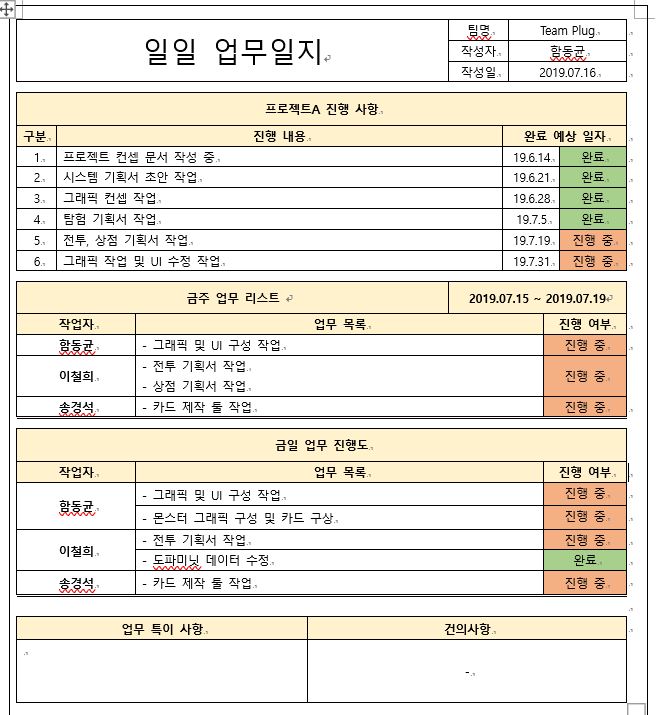 일일 업무일지
팀명 Team Plug
작성자 함동균
작성일 2019.07.16
프로젝트A 진행 사항
구분 진행 내용 완료 예상 일자
1. 프로젝트 컨셉 문서 작성 중 19.6.14. 완료
2. 시스템 기획서 초안 작업 19.6.21. 완료
3. 그래픽 컨셉 작업 19.6.28. 완료
4. 탐험 기획서 작업 19.7.5. 완료
5. 전투, 상점 기획서 작업 19.7.19. 진행 중
6. 그래픽 작업 및 UI 수정 작업 19.7.31. 진행 중
금주 업무 리스트 2019.07.15 ~ 2019.07.19
작업자 업무 목록 진행 여부
함동균 - 그래픽 및 UI 구성 작업 진행 중
이철희 - 전투 기획서 작업 진행 중
- 상점 기획서 작업
송경석 - 카드 제작 툴 작업 진행 중
금일 업무 진행도
작업자 업무 목록 진행 여부
함동균 - 그래픽 및 UI 구성 작업 진행 중
- 몬스터 그래픽 구성 및 카드 구상 진행 중
이철희 - 전투 기획서 작업 진행 중
- 도파미닛 데이터 수정 완료
송경석 - 카드 제작 툴 작업 진행 중
업무 특이 사항 건의사항
-